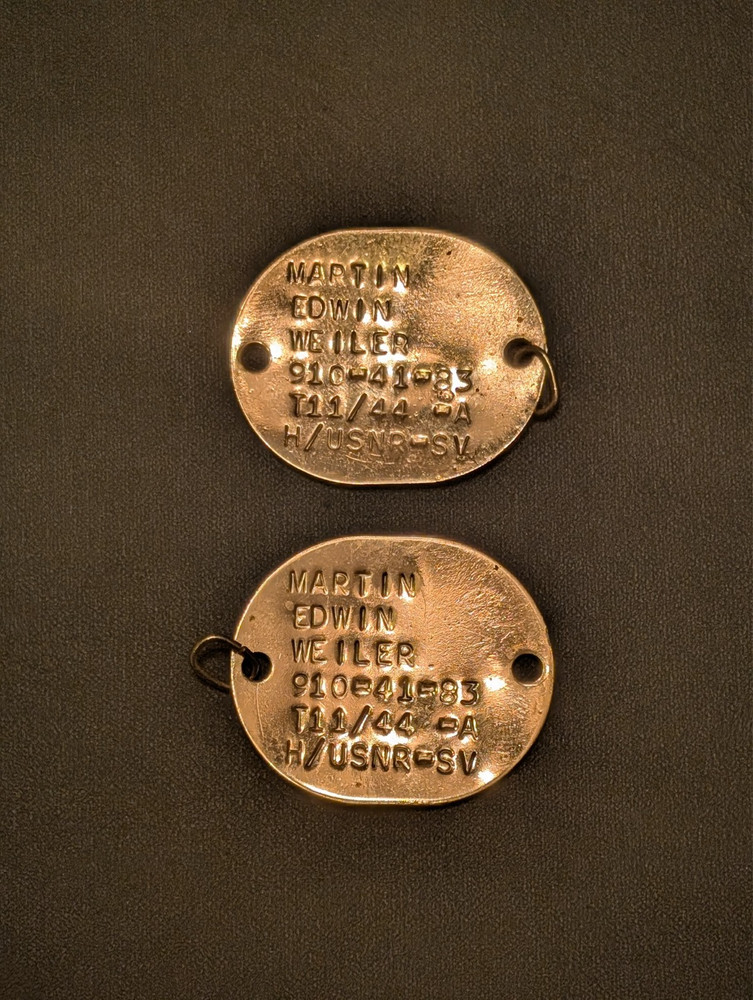 MARTIN
EDWIN
WEILER
910-41-83
T11/44 -A
H/USNR-SV
MARTIN
EDWIN
WEILER
910-41-83
T11/44 -A
H/USNR-SV